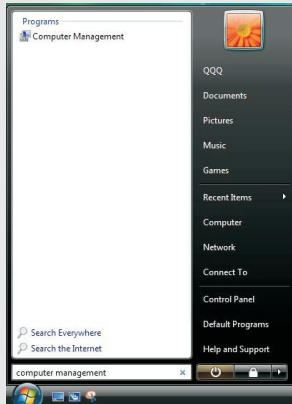 Programs
Computer Management
Search Everywhere
Search the Internet
computer management
QQQ
Documents
Pictures
Music
Games
Recent Items
Computer
Network
Connect To
Control Panel
Default Programs
Help and Support